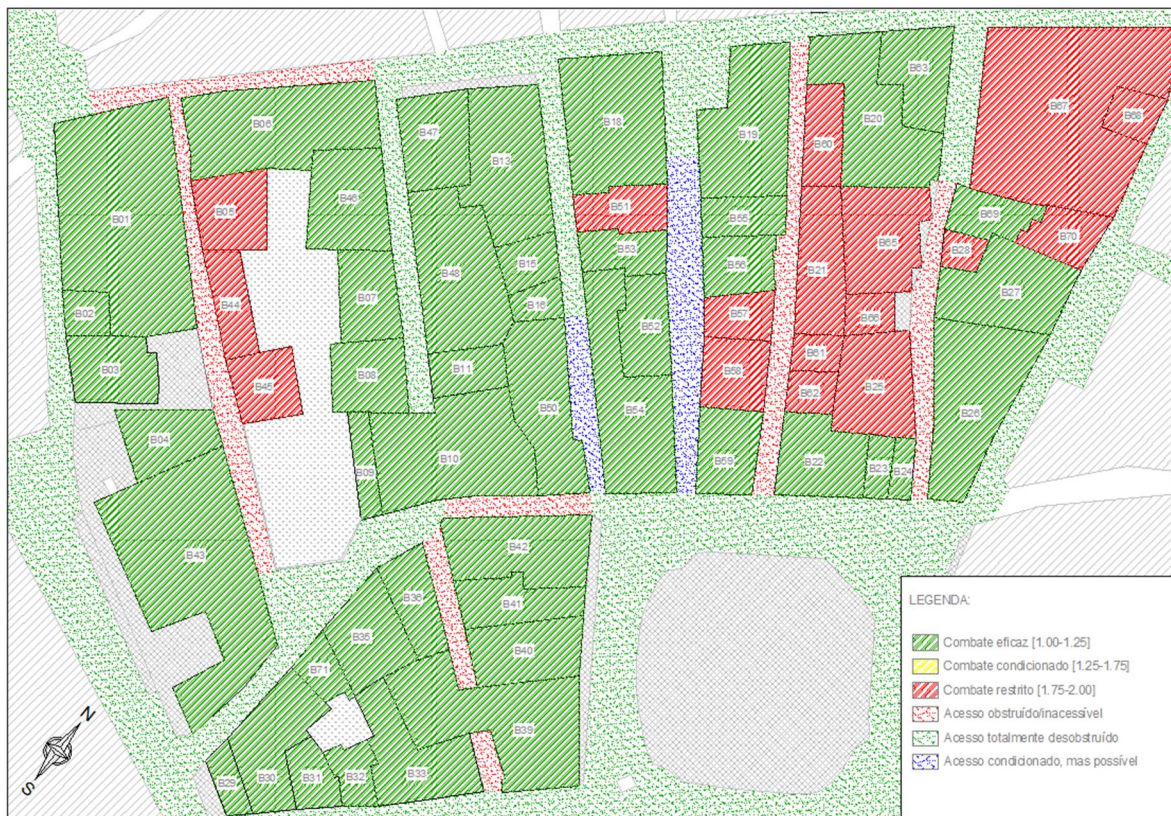 B67
B63
B68
B18
B19
B06
B20
B47
B60
B13
B46
B55
B05
B51
B69
B01
B53
B70
B65
B28
B15
B56
B21
B48
B27
B07
B16
B02
B44
B57
B66
B52
B61
B11
B03
B08
B58
B25
B45
B62
B50
B54
B26
B04
B10
B59
B22
B23
B24
B09
B42
B43
B36
B41
B35
B40
B71
B39
B29
B30
B31
B32
B33
N
S
LEGENDA:
Combate eficaz [1.00-1.25]
Combate condicionado [1.25-1.75]
Combate restrito [1.75-2.00]
Acesso obstruído/inacessível
Acesso totalmente desobstruído
Acesso condicionado, mas possível